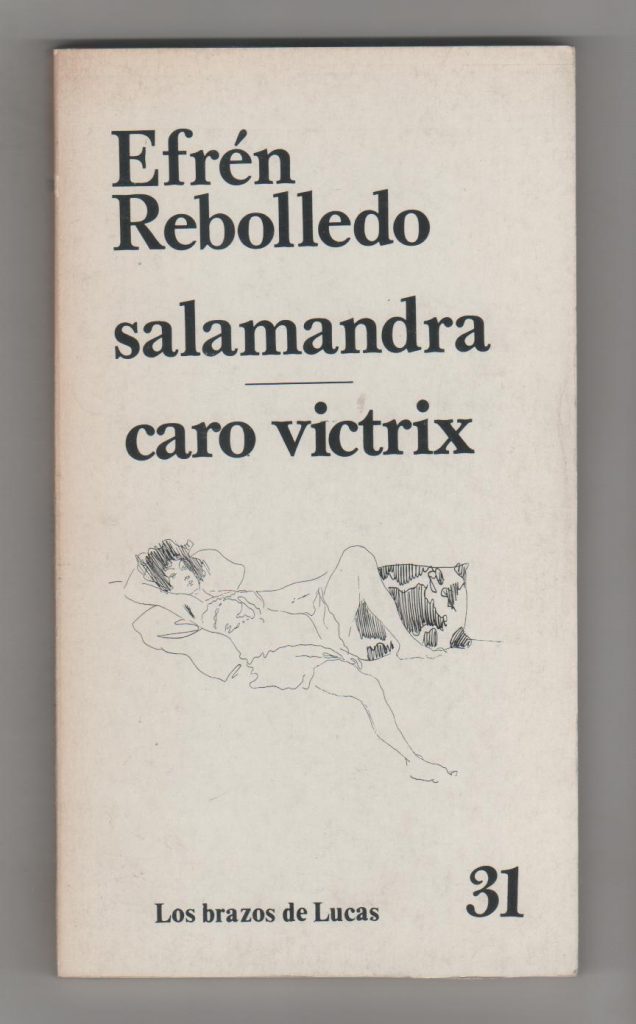 Efrén
Rebolledo
salamandra
caro victrix
Los brazos de Lucas
31